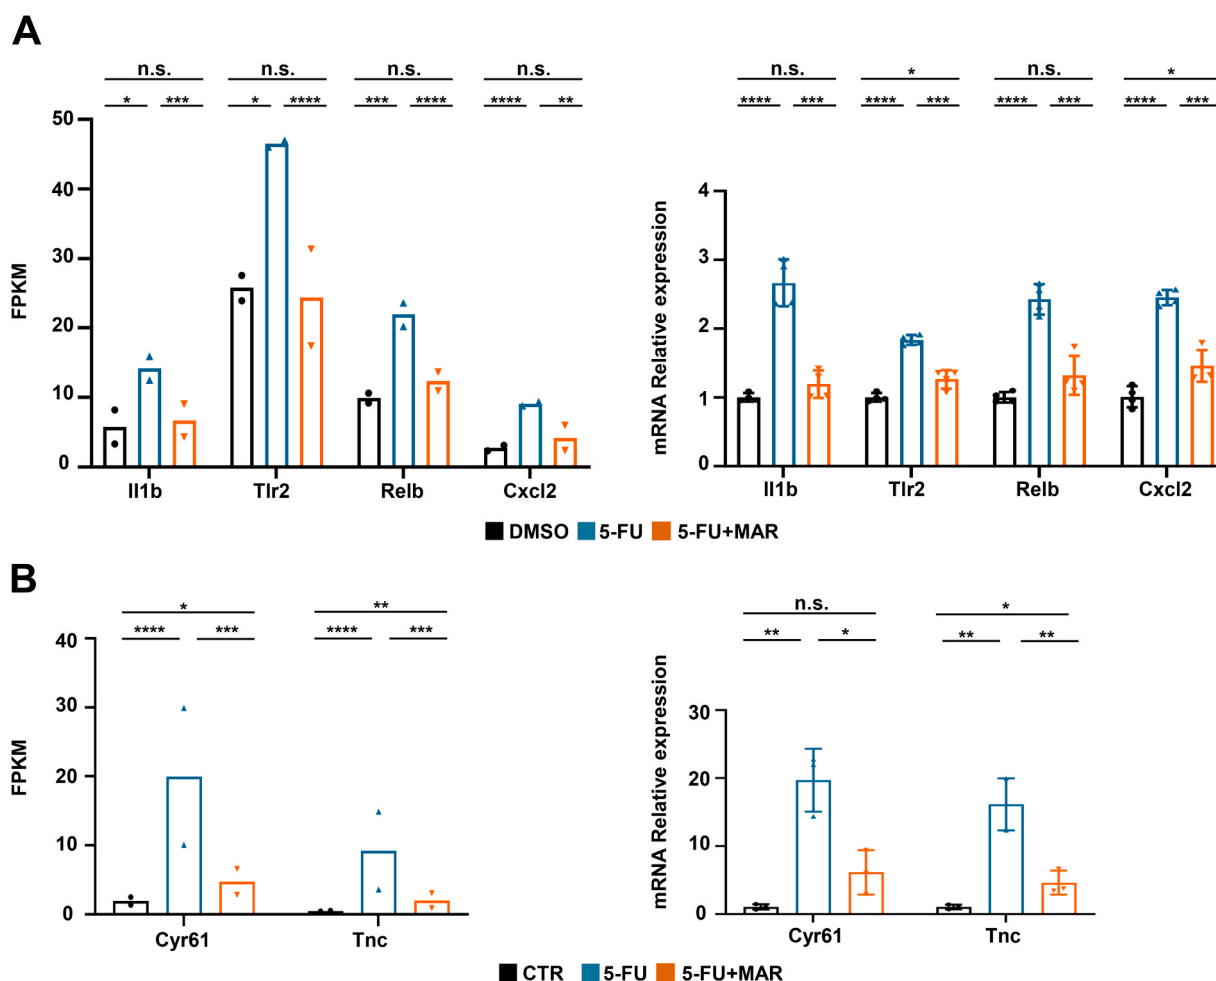 A
n.s. n.s. n.s. n.s.
* *** * **** *** **** **** **
50
40
30
20
10
0
FPKM
Il1b Tlr2 Relb Cxcl2
n.s. * n.s. *
**** *** **** *** **** *** **** ***
4
3
2
1
0
mRNA Relative expression
Il1b Tlr2 Relb Cxcl2
DMSO 5-FU 5-FU+MAR
B
* **
**** *** **** ***
40
30
20
10
0
FPKM
Cyr61 Tnc
n.s. *
** * ** **
30
20
10
0
mRNA Relative expression
Cyr61 Tnc
CTR 5-FU 5-FU+MAR